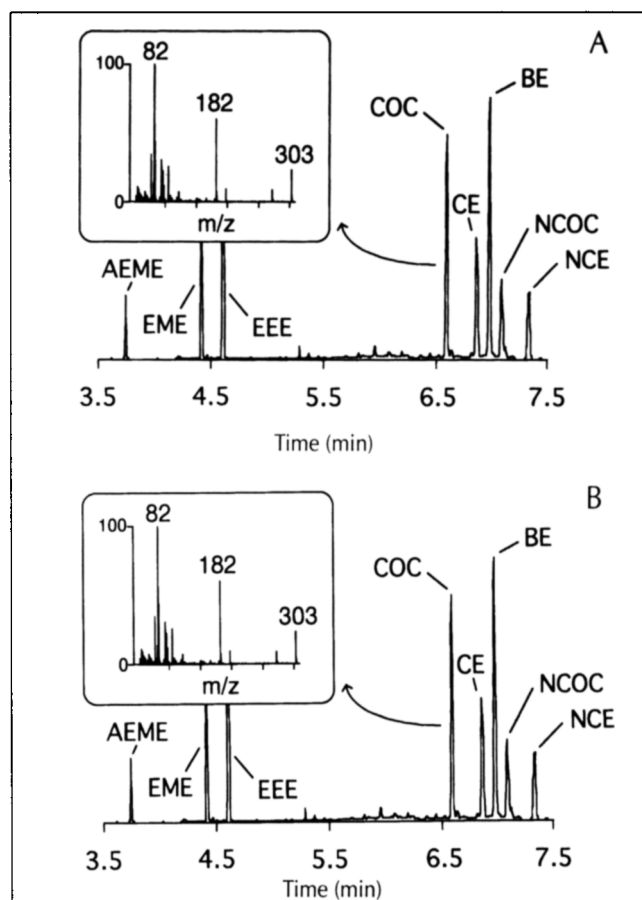 A
100
82
182
303
0
m/z
COC
BE
CE
NCOC
NCE
AEME
EME
EEE
3.5 4.5 5.5 6.5 7.5
Time (min)
B
100
82
182
303
0
m/z
COC
BE
CE
NCOC
NCE
AEME
EME
EEE
3.5 4.5 5.5 6.5 7.5
Time (min)